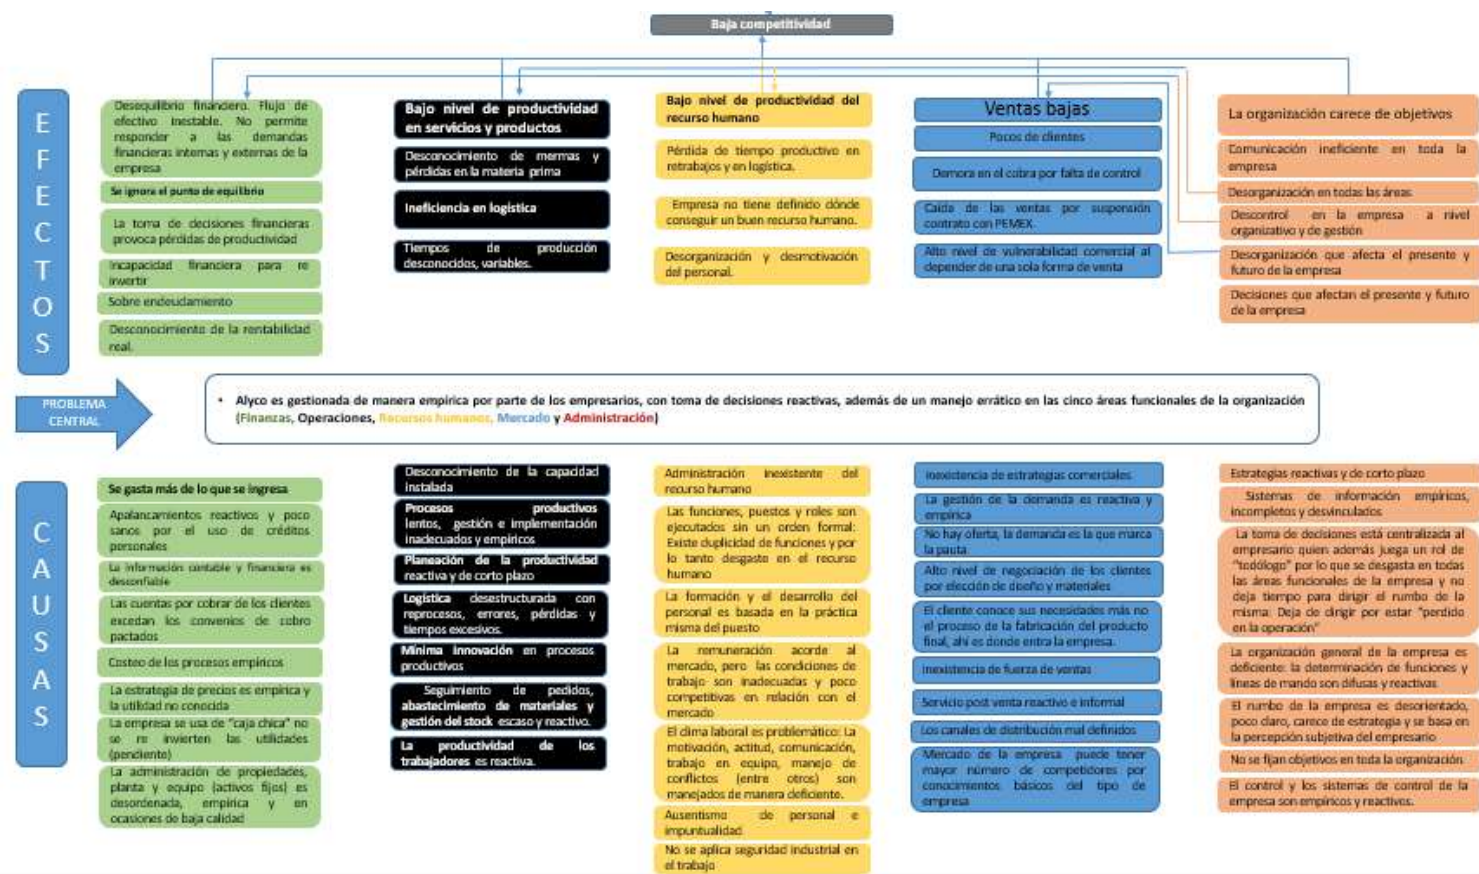 Baja competitividad
EFECTOS
Desequilibrio financiero. Flujo de
efectivo inestable. No permite
responder a las demandas
financieras internas y externas de la
empresa
Se ignora el punto de equilibrio
La toma de decisiones financieras
provoca pérdidas de productividad
Incapacidad financiera para re
invertir
Sobre endeudamiento
Desconocimiento de la rentabilidad
real.
Bajo nivel de productividad
en servicios y productos
Desconocimiento de mermas y
pérdidas en la materia prima
Ineficiencia en logística
Tiempos de producción
desconocidos, variables.
Bajo nivel de productividad del
recurso humano
Pérdida de tiempo productivo en
retrabajos y en logística.
Empresa no tiene definido dónde
conseguir un buen recurso humano.
Desorganización y desmotivación
del personal.
Ventas bajas
Pocos de clientes
Demora en el cobra por falta de control
Caída de las ventas por suspensión
contrato con PEMEX.
Alto nivel de vulnerabilidad comercial al
depender de una sola forma de venta
La organización carece de objetivos
Comunicación ineficiente en toda la
empresa
Desorganización en todas las áreas.
Descontrol en la empresa a nivel
organizativo y de gestión
Desorganización que afecta el presente y
futuro de la empresa
Decisiones que afectan el presente y futuro
de la empresa
PROBLEMA
CENTRAL
• Alyco es gestionada de manera empírica por parte de los empresarios, con toma de decisiones reactivas, además de un manejo errático en las cinco áreas funcionales de la organización
(Finanzas, Operaciones, Recursos humanos, Mercado y Administración)
CAUSAS
Se gasta más de lo que se ingresa
Apalancamientos reactivos y poco
sanos por el uso de créditos
personales
La información contable y financiera es
desconfiable
Las cuentas por cobrar de los clientes
excedan los convenios de cobro
pactados
Costeo de los procesos empíricos
La estrategia de precios es empírica y
la utilidad no conocida
La empresa se usa de "caja chica" no
se re invierten las utilidades
(pendiente)
La administración de propiedades,
planta y equipo (activos fijos) es
desordenada, empírica y en
ocasiones de baja calidad
Desconocimiento de la capacidad
instalada
Procesos productivos
lentos, gestión e implementación
inadecuados y empíricos
Planeación de la productividad
reactiva y de corto plazo
Logística desestructurada con
reprocesos, errores, pérdidas y
tiempos excesivos.
Mínima innovación en procesos
productivos
Seguimiento de pedidos,
abastecimiento de materiales y
gestión del stock escaso y reactivo.
La productividad de los
trabajadores es reactiva.
Administración inexistente del
recurso humano
Las funciones, puestos y roles son
ejecutados sin un orden formal:
Existe duplicidad de funciones y por
lo tanto desgaste en el recurso
humano
La formación y el desarrollo del
personal es basada en la práctica
misma del puesto
La remuneración acorde al
mercado, pero las condiciones de
trabajo son inadecuadas y poco
competitivas en relación con el
mercado
El clima laboral es problemático: La
motivación, actitud, comunicación,
trabajo en equipo, manejo de
conflictos (entre otros) son
manejados de manera deficiente.
Ausentismo de personal e
impuntualidad
No se aplica seguridad industrial en
el trabajo
Inexistencia de estrategias comerciales.
La gestión de la demanda es reactiva y
empírica
No hay oferta, la demanda es la que marca
la pauta
Alto nivel de negociación de los clientes
por elección de diseño y materiales
El cliente conoce sus necesidades más no
el proceso de la fabricación del producto
final, ahí es donde entra la empresa.
Inexistencia de fuerza de ventas
Servicio post venta reactivo e informal
Los canales de distribución mal definidos
Mercado de la empresa puede tener
mayor número de competidores por
conocimientos básicos del tipo de
empresa
Estrategias reactivas y de corto plazo
Sistemas de información empíricos,
incompletos y desvinculados
La toma de decisiones está centralizada al
empresario quien además juega un rol de
"todólogo" por lo que se desgasta en todas
las áreas funcionales de la empresa y no
deja tiempo para dirigir el rumbo de la
misma: Deja de dirigir por estar "perdido
en la operación"
La organización general de la empresa es
deficiente: la determinación de funciones y
líneas de mando son difusas y reactivas.
El rumbo de la empresa es desorientado,
poco claro, carece de estrategia y se basa en
la percepción subjetiva del empresario
No se fijan objetivos en toda la organización
El control y los sistemas de control de la
empresa son empíricos y reactivos.